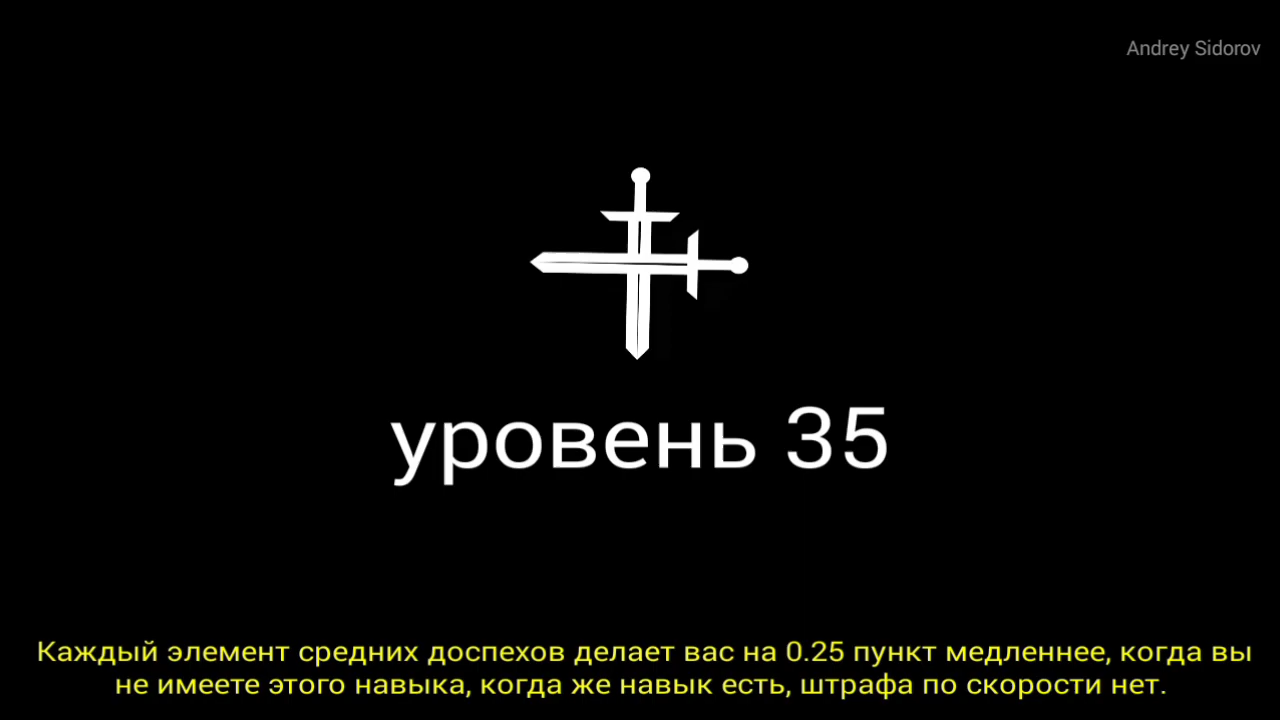 Andrey Sidorov
уровень 35
Каждый элемент средних доспехов делает вас на 0.25 пункт медленнее, когда вы
не имеете этого навыка, когда же навык есть, штрафа по скорости нет.